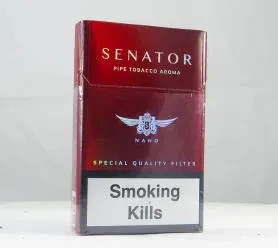 SENATOR
PIPE TOBACCO AROMA
NANO
SPECIAL QUALITY FILTER
Smoking
Kills